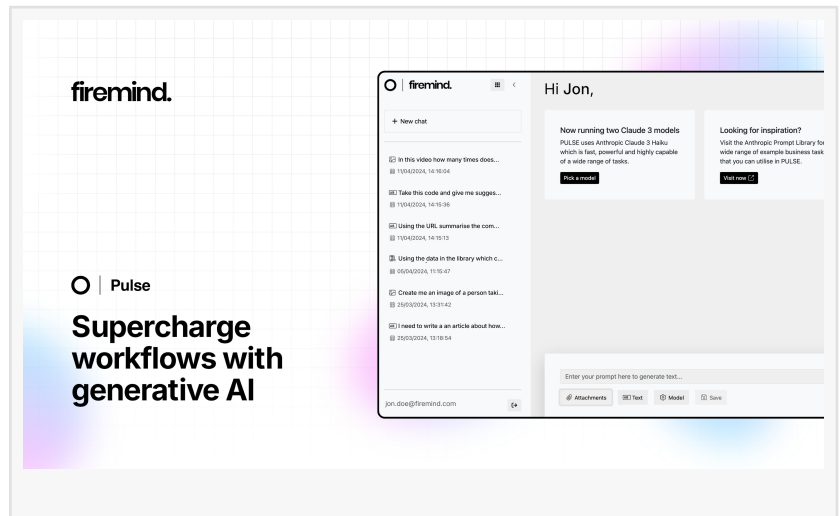 firemind.
Pulse
Supercharge
workflows with
generative AI
firemind.
+ New chat
In this video how many times does...
11/04/2024, 14:16:04
Take this code and give me sugges...
11/04/2024, 14:15:36
Using the URL summarise the com...
11/04/2024, 14:15:13
Using the data in the library which c...
05/04/2024, 11:15:47
Create me an image of a person taki...
25/03/2024, 13:31:42
I need to write a an article about how...
25/03/2024, 13:18:54
jon.doe@firemind.com
Hi Jon,
Now running two Claude 3 models
PULSE uses Anthropic Claude 3 Haiku
which is fast, powerful and highly capable
of a wide range of tasks.
Pick a model
Looking for inspiration?
Visit the Anthropic Prompt Library for
wide range of example business task
that you can utilise in PULSE.
Visit now
Enter your prompt here to generate text...
Attachments
Text
Model
Save